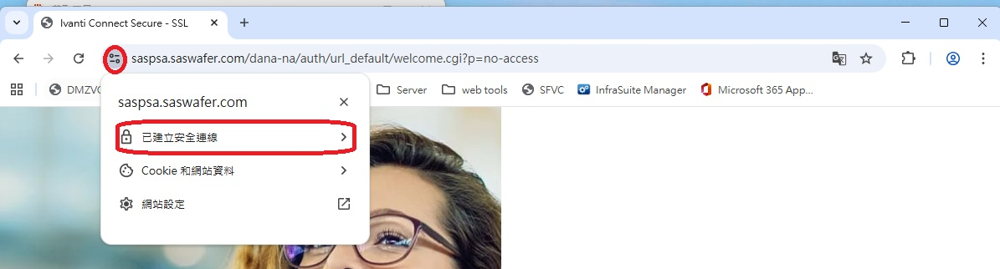 Ivanti Connect Secure - SSL
saspsa.saswafer.com/dana-na/auth/url_default/welcome.cgi?p=no-access
Server web tools SFVC InfraSuite Manager Microsoft 365 App...
saspsa.saswafer.com
已建立安全連線
Cookie 和網站資料
網站設定